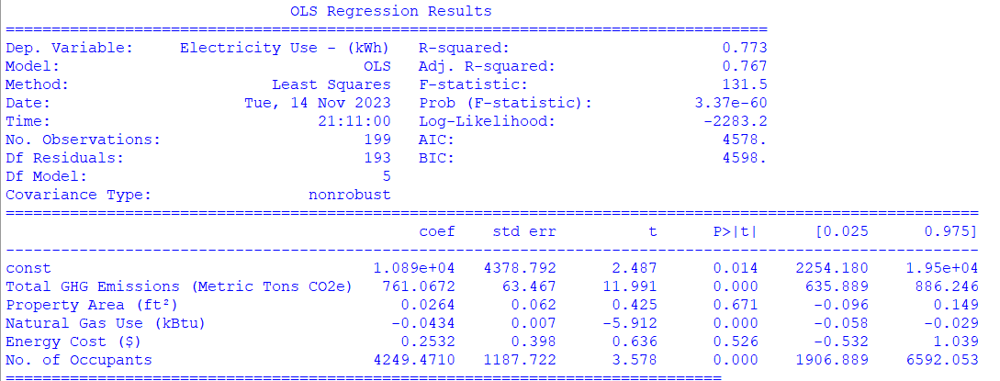 OLS Regression Results
==============================================================================
Dep. Variable: Electricity Use - (kWh) R-squared: 0.773
Model: OLS Adj. R-squared: 0.767
Method: Least Squares F-statistic: 131.5
Date: Tue, 14 Nov 2023 Prob (F-statistic): 3.37e-60
Time: 21:11:00 Log-Likelihood: -2283.2
No. Observations: 199 AIC: 4578.
Df Residuals: 193 BIC: 4598.
Df Model: 5
Covariance Type: nonrobust
==============================================================================
coef std err t P>|t| [0.025 0.975]
------------------------------------------------------------------------------
const 1.089e+04 4378.792 2.487 0.014 2254.180 1.95e+04
Total GHG Emissions (Metric Tons CO2e) 761.0672 63.467 11.991 0.000 635.889 886.246
Property Area (ft²) 0.0264 0.062 0.425 0.671 -0.096 0.149
Natural Gas Use (kBtu) -0.0434 0.007 -5.912 0.000 -0.058 -0.029
Energy Cost ($) 0.2532 0.398 0.636 0.526 -0.532 1.039
No. of Occupants 4249.4710 1187.722 3.578 0.000 1906.889 6592.053
==============================================================================